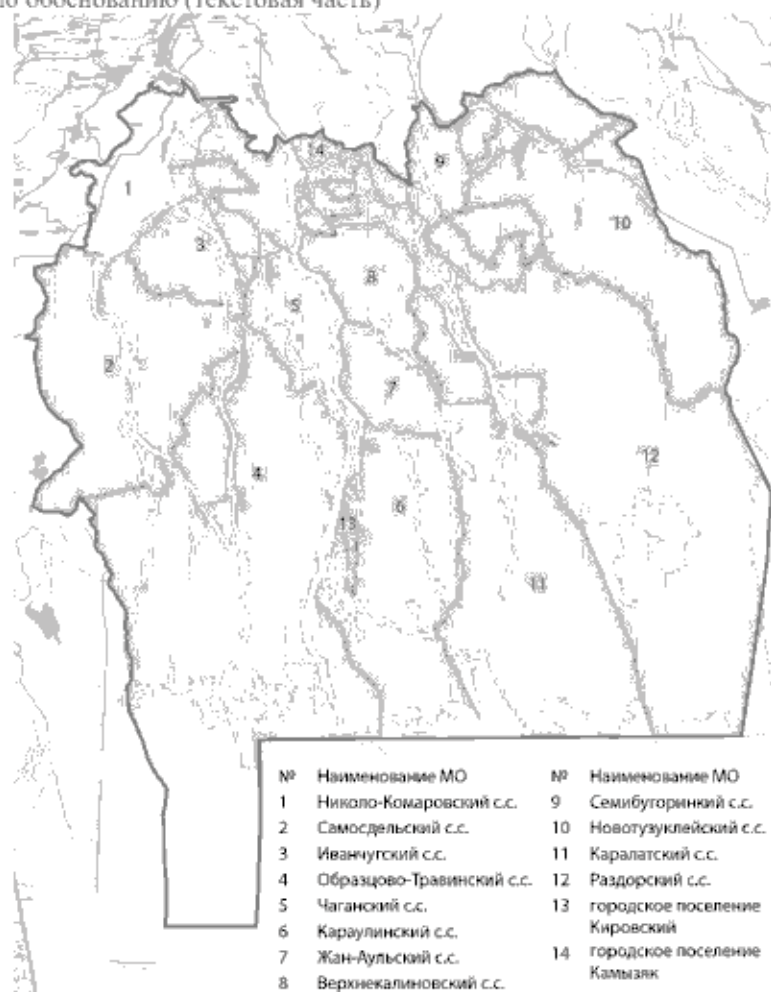 по обоснованию (текстовая часть)
4
9
1
10
3
8
5
2
7
12
4
6
13
11
№ Наименование МО
1 Николо-Комаровский с.с.
2 Самосдельский с.с.
3 Иванчугский с.с.
4 Образцово-Травинский с.с.
5 Чаганский с.с.
6 Караулинский с.с.
7 Жан-Аульский с.с.
8 Верхнекалиновский с.с.
№ Наименование МО
9 Семибугоринкий с.с.
10 Новотузуклейский с.с.
11 Каралатский с.с.
12 Раздорский с.с.
13 городское поселение
Кировский
14 городское поселение
Камызяк